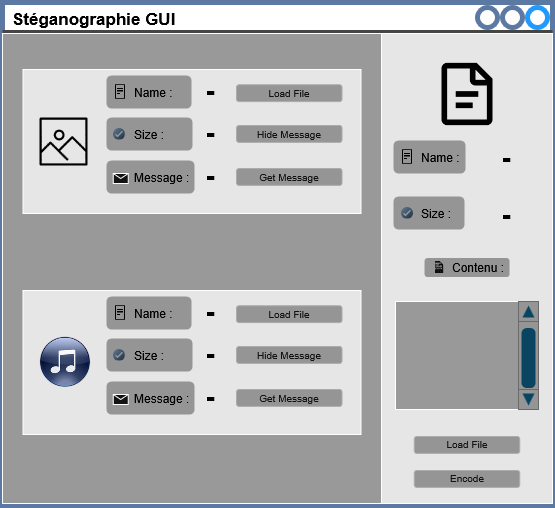 Stéganographie GUI
Name : - Load File
Size : - Hide Message
Message : - Get Message
Name : - Load File
Size : - Hide Message
Message : - Get Message
Name : -
Size : -
Contenu :
Load File
Encode